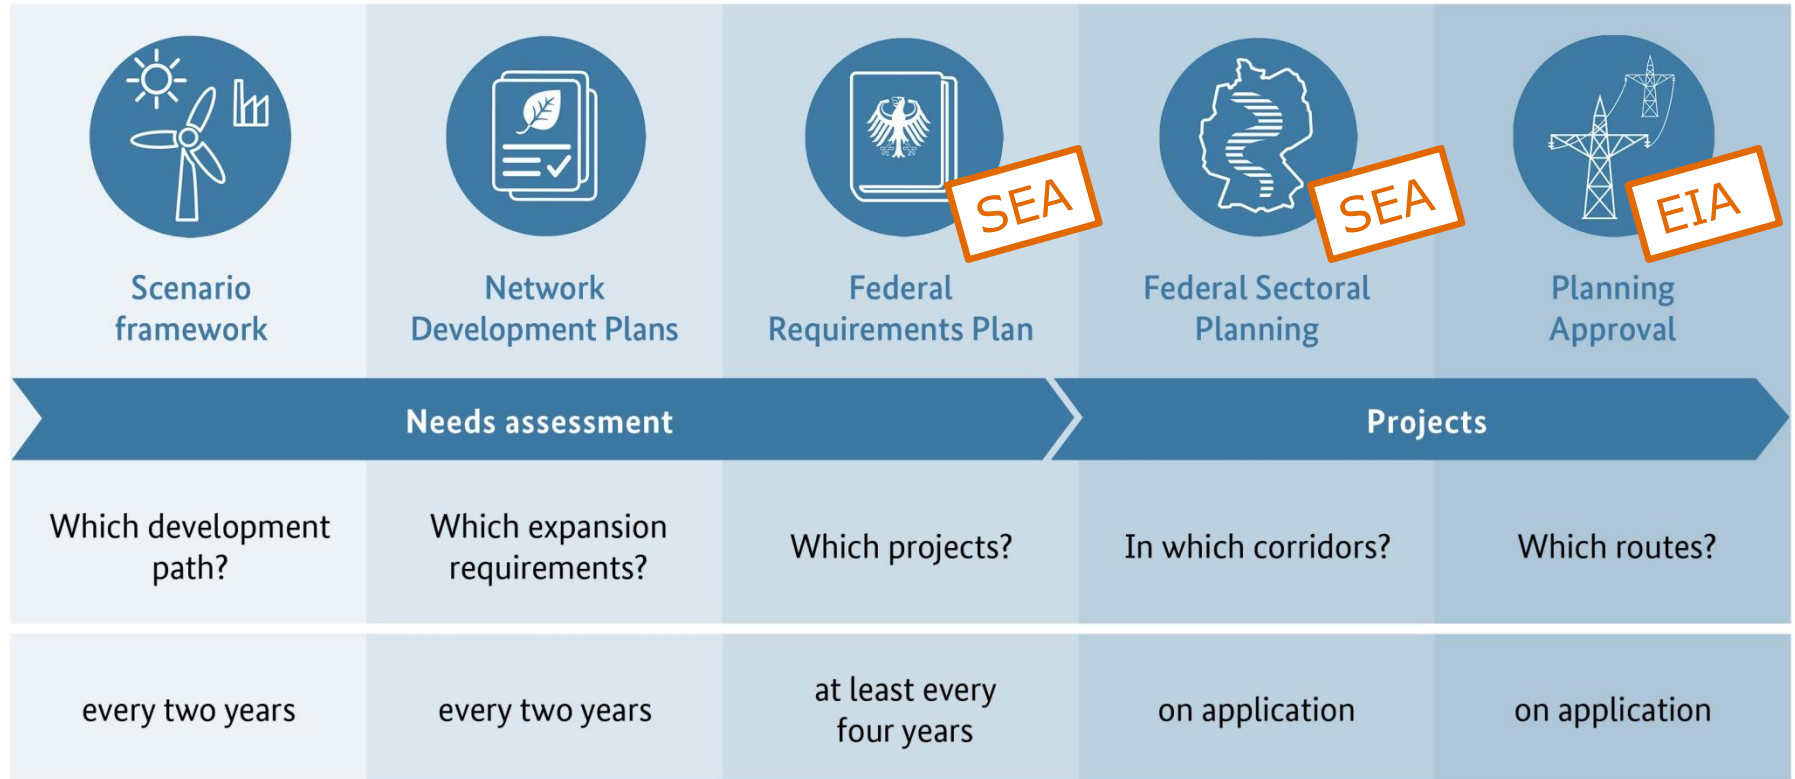 SEA
SEA
EIA
Scenario
framework
Network
Development Plans
Federal
Requirements Plan
Federal Sectoral
Planning
Planning
Approval
Needs assessment
Projects
Which development
path?
Which expansion
requirements?
Which projects?
In which corridors?
Which routes?
every two years
every two years
at least every
four years
on application
on application